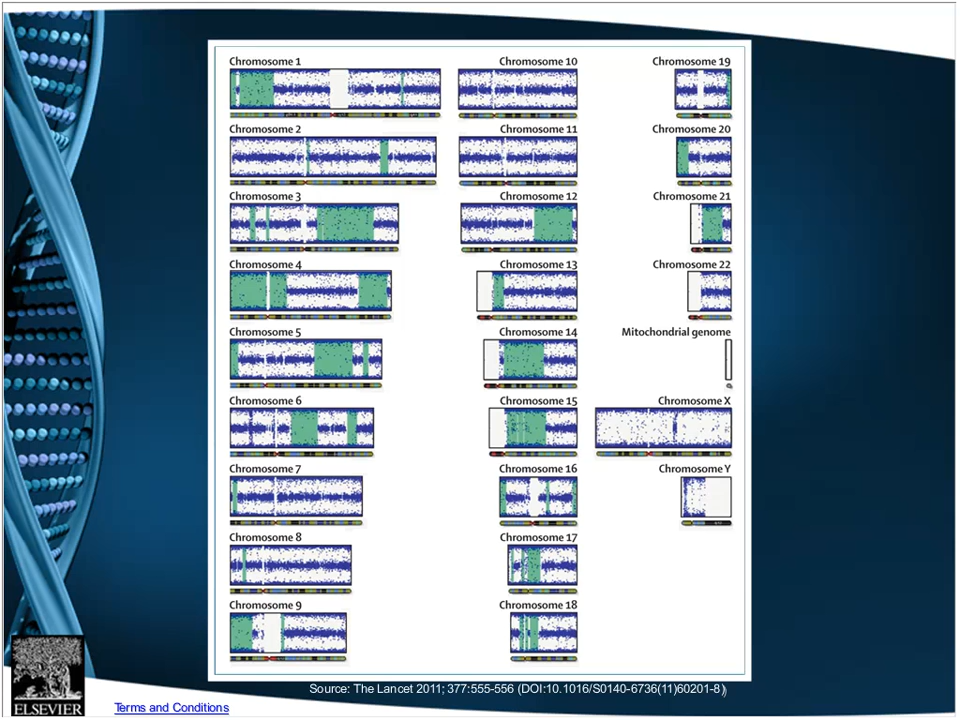 Chromosome 1
Chromosome 10
Chromosome 19
Chromosome 2
Chromosome 11
Chromosome 20
Chromosome 3
Chromosome 12
Chromosome 21
Chromosome 4
Chromosome 13
Chromosome 22
Chromosome 5
Chromosome 14
Mitochondrial genome
Chromosome 6
Chromosome 15
Chromosome X
Chromosome 7
Chromosome 16
Chromosome Y
Chromosome 8
Chromosome 17
Chromosome 9
Chromosome 18
Source: The Lancet 2011; 377:555-556 (DOI:10.1016/S0140-6736(11)60201-8 )
ELSEVIER
Terms and Conditions